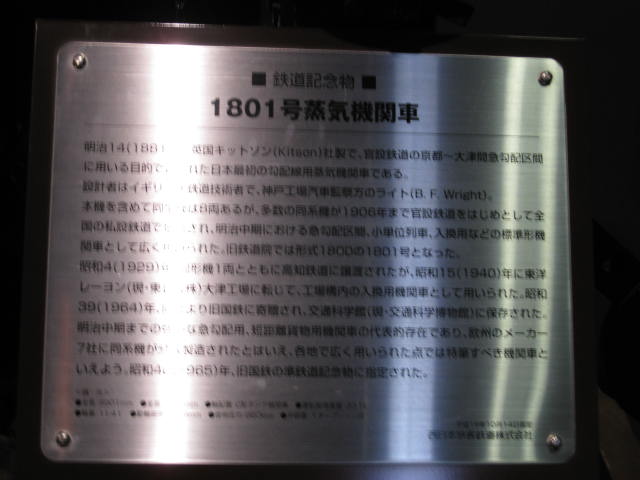 ■ 鉄道記念物 ■
1801号蒸気機関車
明治14(1881 英国キットソン(Kitson)社製で、官設鉄道の京都～大津間急勾配区間
に用いる目的で れた日本最初の勾配線用蒸気機関車である。
設計者はイギリ 鉄道技術者で、神戸工場汽車監察方のライト(B. F. Wright)。
本機を含めて同 は8両あるが、多数の同系機が1906年まで官設鉄道をはじめとして全
国の私設鉄道で され、明治中期における急勾配区間、小単位列車、入換用などの標準形機
関車として広く られた。旧鉄道院では形式1800の1801号となった。
昭和4(1929)年 形機1両とともに高知鉄道に譲渡されたが、昭和15(1940)年に東洋
レーヨン(現・東 株)大津工場に転じて、工場構内の入換用機関車として用いられた。昭和
39(1964)年、 より旧国鉄に寄贈され、交通科学館(現・交通科学博物館)に保存された。
明治中期までの な急勾配用、短距離貨物用機関車の代表的存在であり、欧州のメーカー
7社に同系機が 製造されたとはいえ、各地で広く用いられた点では特筆すべき機関車と
いえよう。昭和4 965)年、旧国鉄の準鉄道記念物に指定された。
平成16年10月14日
西日本旅客鉄道株式会社